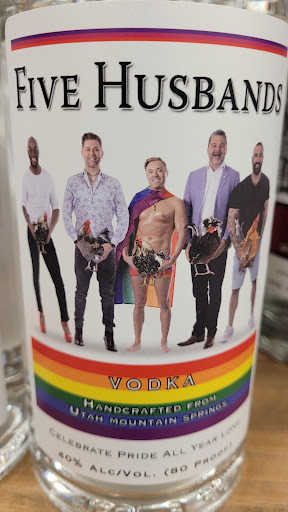 FIVE HUSBANDS
VODKA
HANDCRAFTED FROM
UTAH MOUNTAIN SPRINGS
CELEBRATE PRIDE ALL YEAR LONG
40% ALC/VOL. (80 PROOF)